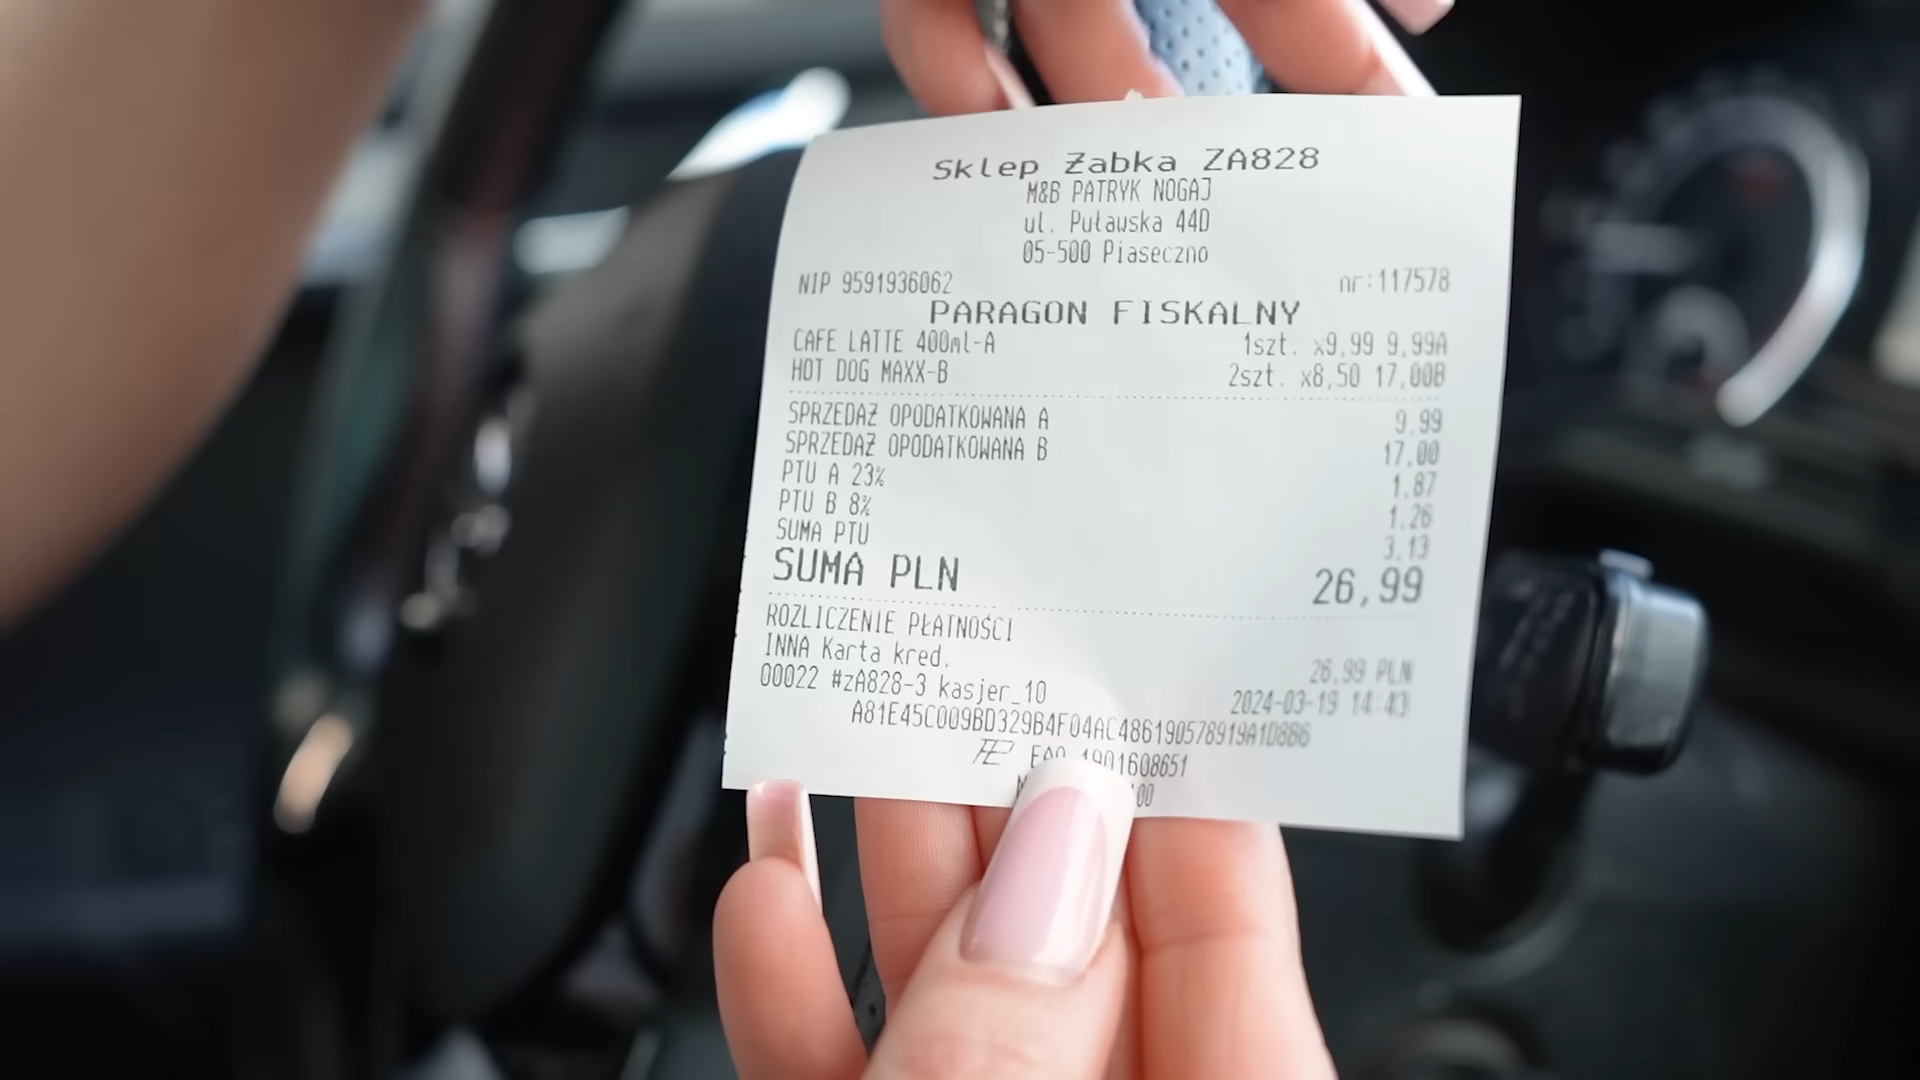 Sklep Żabka ZA828
M&B PATRYK NOGAJ
ul. Puławska 44D
05-500 Piaseczno
NIP 9591936062 nr:117578
PARAGON FISKALNY
CAFE LATTE 400ml-A 1szt. x9,99 9,99A
HOT DOG MAXX-B 2szt. x8,50 17,00B
SPRZEDAŻ OPODATKOWANA A 9,99
SPRZEDAŻ OPODATKOWANA B 17,00
PTU A 23% 1,87
PTU B 8% 1,26
SUMA PTU 3,13
SUMA PLN 26,99
ROZLICZENIE PŁATNOŚCI
INNA Karta kred. 26,99 PLN
00022 #zA828-3 kasjer_10 2024-03-19 14:43
A81E45C009BD329B4F04AC486190578919A1D8B6
1901608651